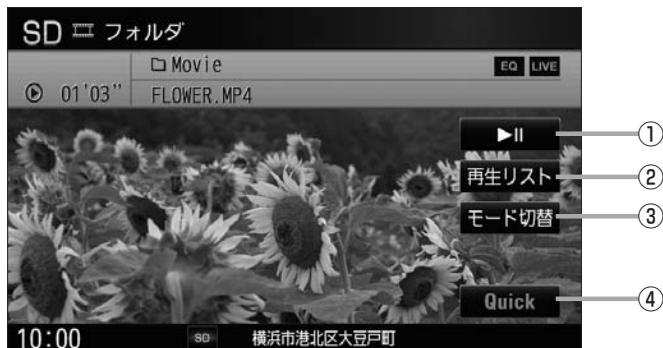 SD フォルダ
Movie
EQ LIVE
01'03" FLOWER.MP4
▶II ①
再生リスト ②
モード切替 ③
Quick ④
10:00 SD 横浜市港北区大豆戸町